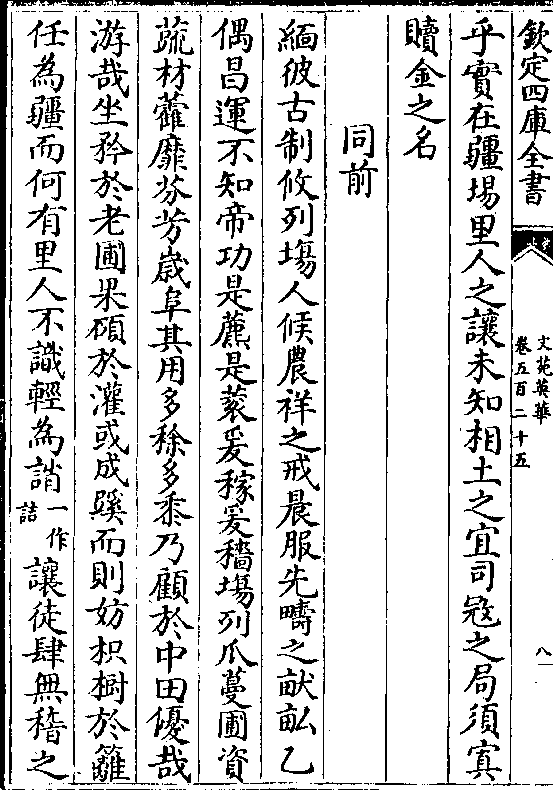 欽定四庫全書
文苑英華
卷五百二十五
八
乎實在疆場里人之讓未知相土之宜司寇之局須寘
贖金之名
同前
緬彼古制攸列場人候農祥之戒晨服先疇之畎畝乙
偶昌運不知帝功是藨是蔉爰稼爰穡場列瓜蔓圃資
蔬材藿靡芬芳歲阜其用多稌多黍乃顧於中田優哉
游哉坐矜於老圃果碩於灌或成蹊而則妨枳樹於籬
任為疆而何有里人不識輕為誚一作詰讓徒肆無稽之